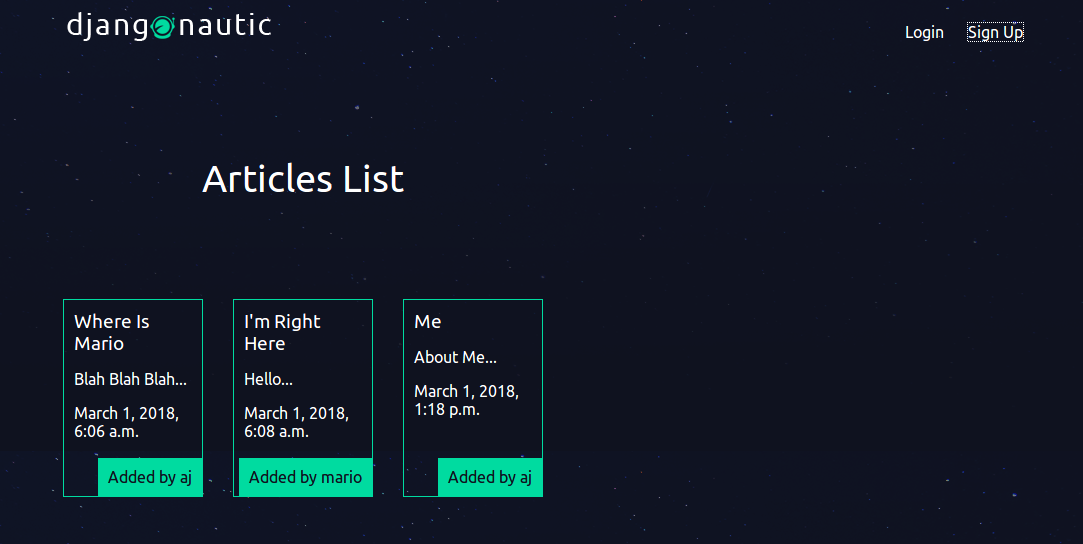 djangonautic
Login
Sign Up
Articles List
Where Is
Mario
Blah Blah Blah...
March 1, 2018,
6:06 a.m.
Added by aj
I'm Right
Here
Hello...
March 1, 2018,
6:08 a.m.
Added by mario
Me
About Me...
March 1, 2018,
1:18 p.m.
Added by aj